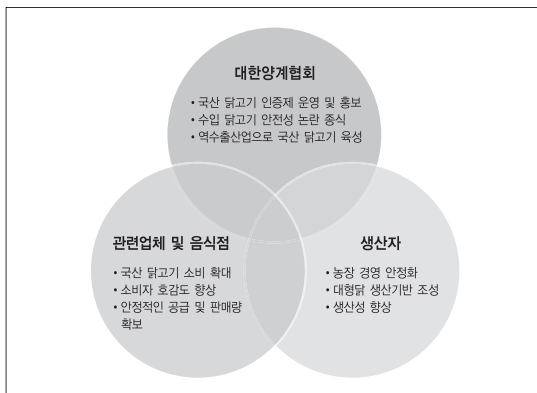 대한양계협회
• 국산 닭고기 인증제 운영 및 홍보
• 수입 닭고기 안전성 논란 종식
• 역수출산업으로 국산 닭고기 육성
관련업체 및 음식점
• 국산 닭고기 소비 확대
• 소비자 호감도 향상
• 안정적인 공급 및 판매량
확보
생산자
• 농장 경영 안정화
• 대형닭 생산기반 조성
• 생산성 향상